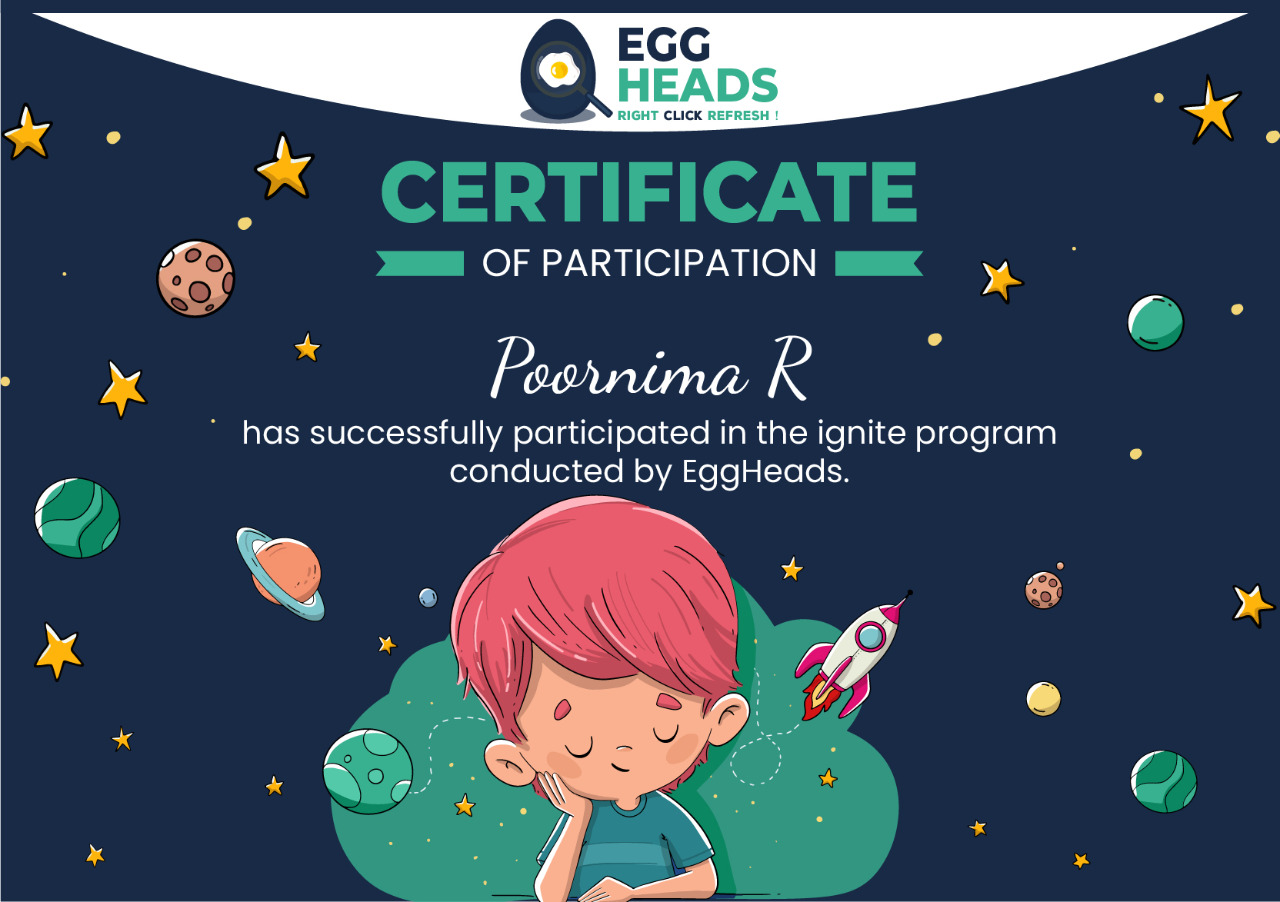 EGG
HEADS
RIGHT CLICK REFRESH !
CERTIFICATE
OF PARTICIPATION
Poornima R
has successfully participated in the ignite program
conducted by EggHeads.